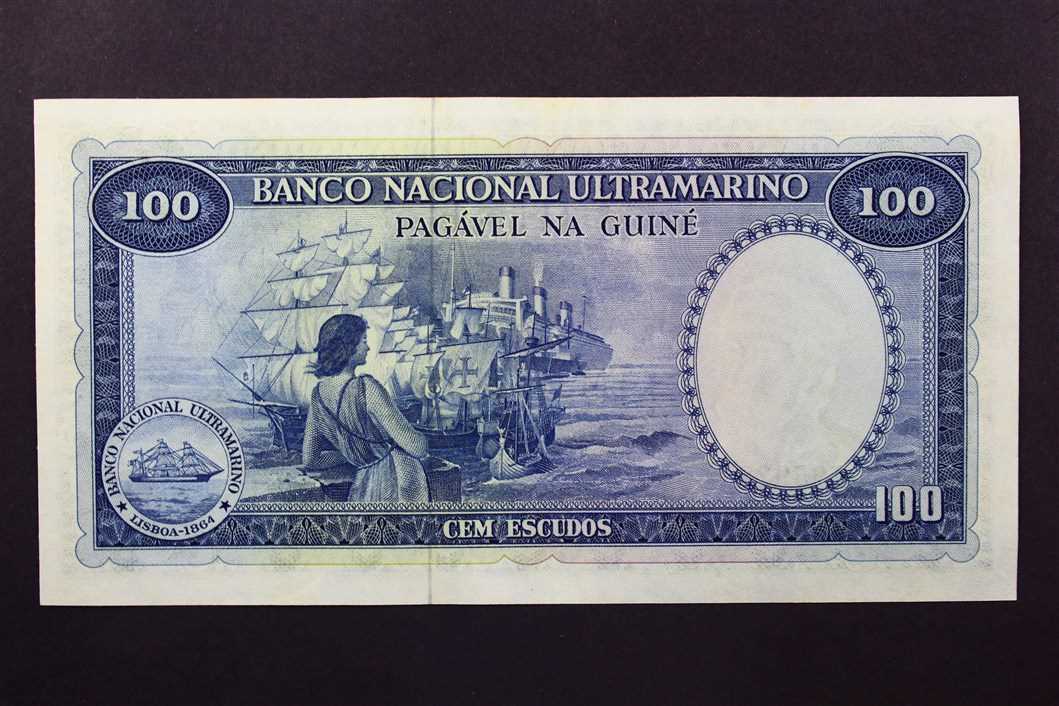 100
BANCO NACIONAL ULTRAMARINO
100
PAGÁVEL NA GUINÉ
BANCO NACIONAL ULTRAMARINO
LISBOA-1864
CEM ESCUDOS
100